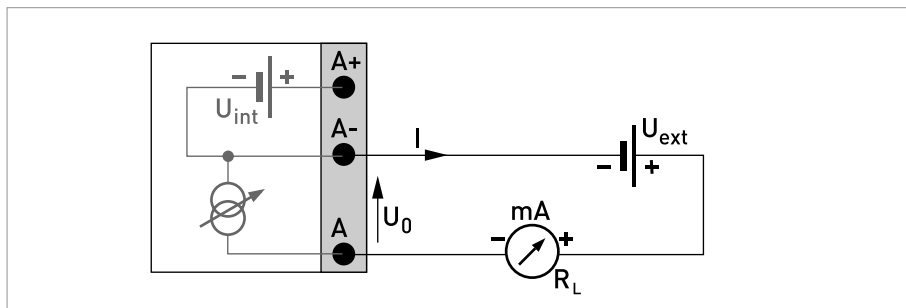 A+
- +
U_int
A-
I
U_ext
- +
U_0
mA
A
- +
R_L